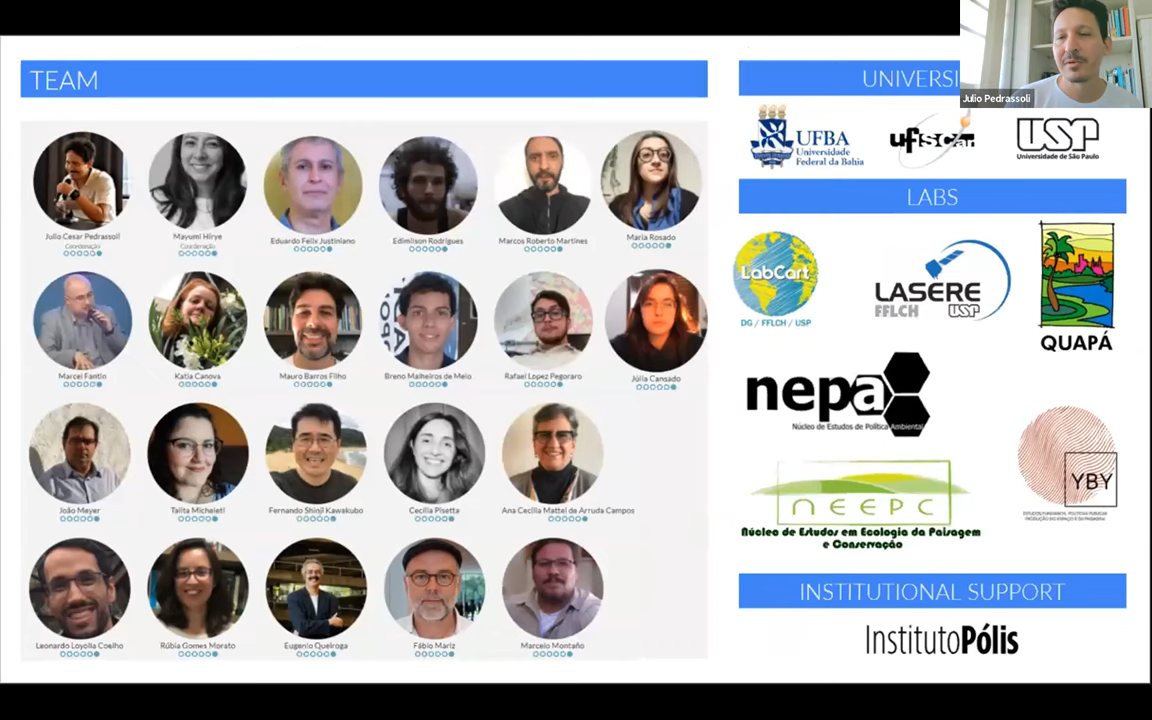 TEAM
Julio Cesar Pedrassoli
Coordenação
Mayumi Hirye
Coordenação
Eduardo Felix Justiniano
Edimilson Rodrigues
Marcos Roberto Martines
Maria Rosado
Marcel Fantin
Katia Canova
Mauro Barros Filho
Breno Malheiros de Melo
Rafael Lopez Pegoraro
Júlia Cansado
João Meyer
Talita Micheleti
Fernando Shinji Kawakubo
Cecilia Pisetta
Ana Cecilia Mattei de Arruda Campos
Leonardo Loyolla Coelho
Rúbia Gomes Morato
Eugenio Queiroga
Fábio Mariz
Marcelo Montaño
UNIVERSI
Julio Pedrassoli
UFBA
Universidade
Federal da Bahia
ufscar
USP
Universidade de São Paulo
LABS
LabCart
DG / FFLCH / USP
LASERE
FFLCH USP
QUAPÁ
nepa
Núcleo de Estudos de Política Ambiental
NEEPC
Núcleo de Estudos em Ecologia da Paisagem
e Conservação
YBY
INSTITUTIONAL SUPPORT
InstitutoPólis